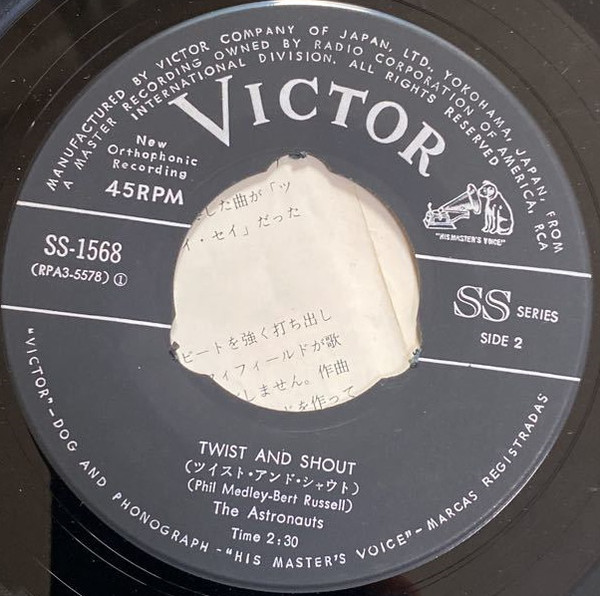 MANUFACTURED BY VICTOR COMPANY OF JAPAN, LTD. YOKOHAMA, JAPAN, FROM
A MASTER RECORDING OWNED BY RADIO CORPORATION OF AMERICA, RCA
INTERNATIONAL DIVISION. ALL RIGHTS RESERVED
VICTOR
New
Orthophonic
Recording
45RPM
"HIS MASTER'S VOICE"
SS-1568
(RPA3-5578) ①
SS SERIES
SIDE 2
した曲が「ツ
イ・セイ」だった
ビートを強く打ち出し
ィフィールドが歌
しません。作曲
を作って
TWIST AND SHOUT
(ツイスト・アンド・シャウト)
(Phil Medley-Bert Russell)
The Astronauts
Time 2:30
"VICTOR"-DOG AND PHONOGRAPH-"HIS MASTER'S VOICE"-MARCAS REGISTRADAS